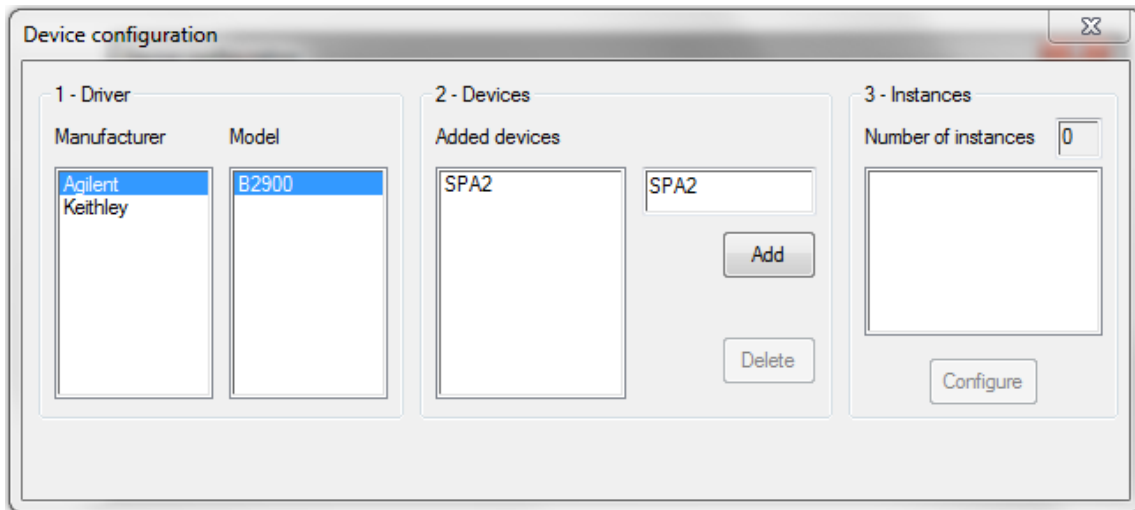 Device configuration
1 - Driver
Manufacturer
Model
Agilent
Keithley
B2900
2 - Devices
Added devices
SPA2
SPA2
Add
Delete
3 - Instances
Number of instances 0
Configure